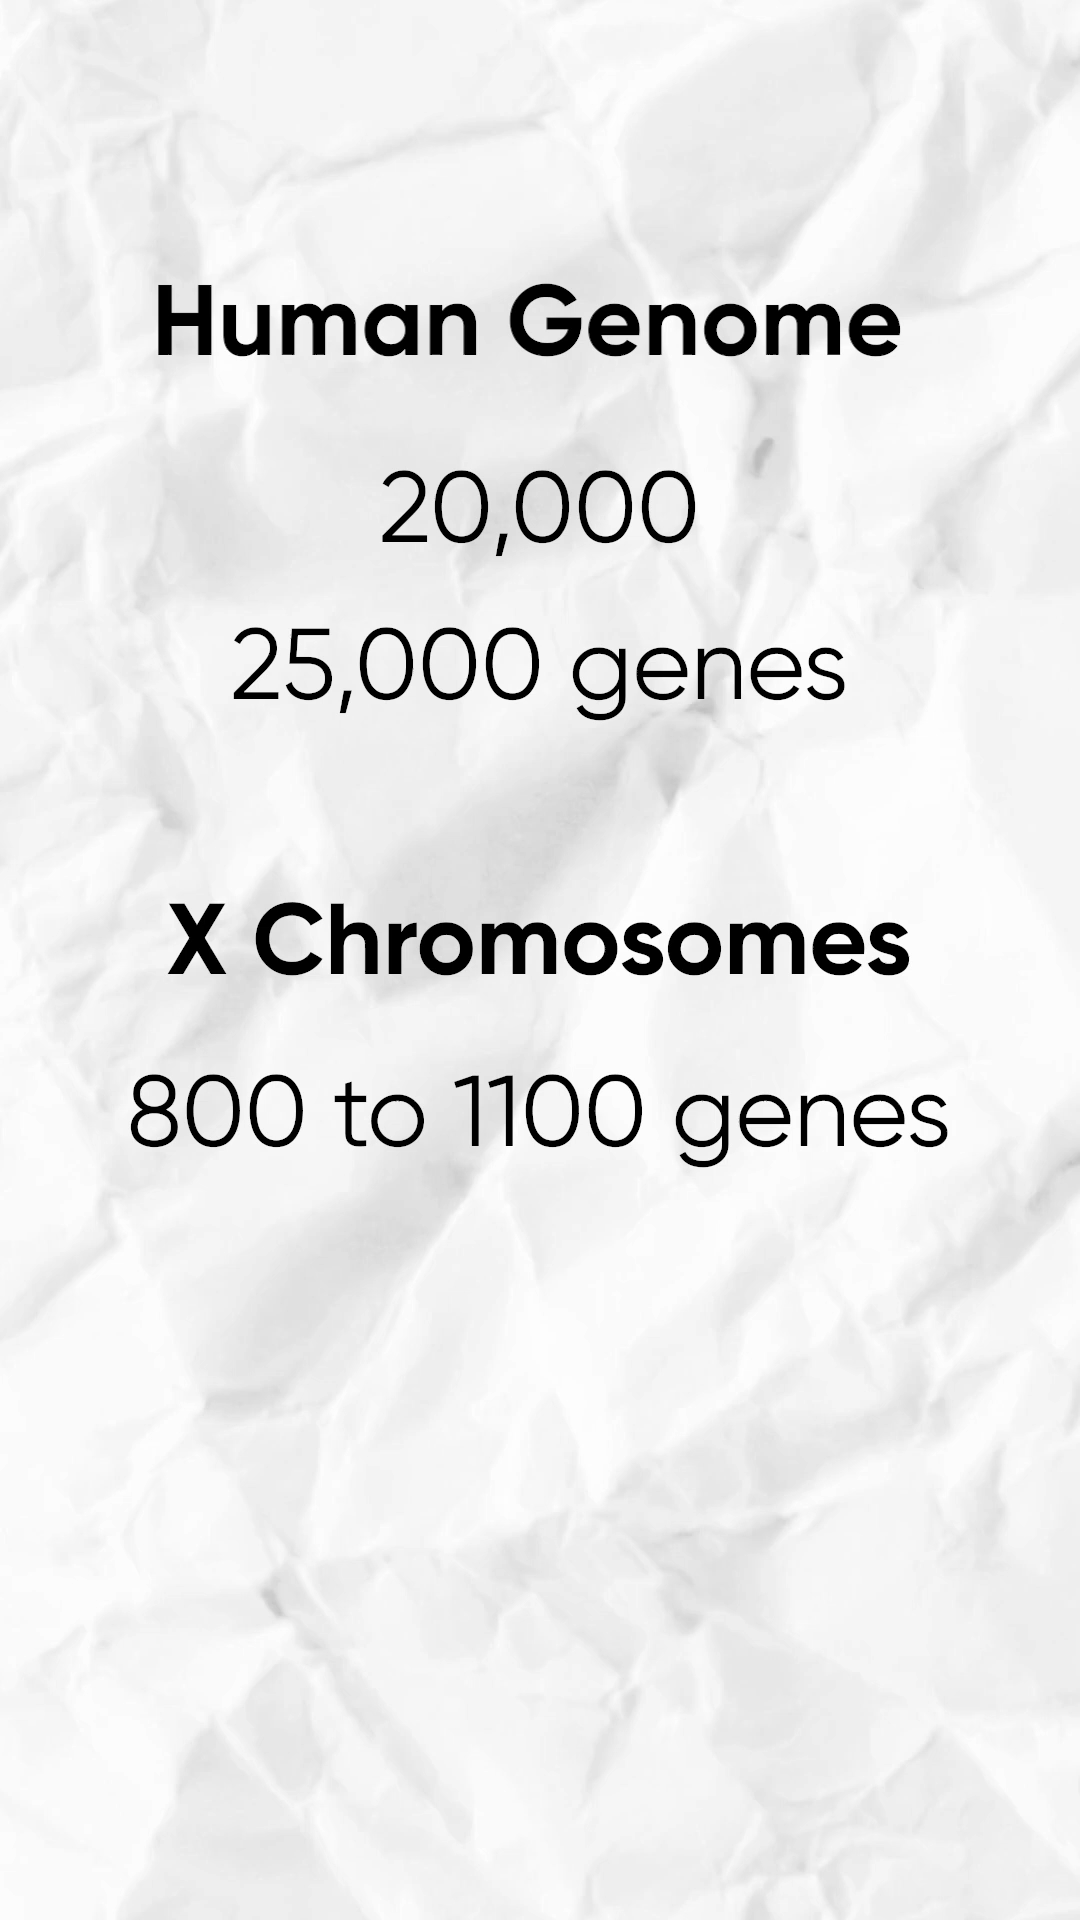 Human Genome
20,000
25,000 genes
X Chromosomes
800 to 1100 genes